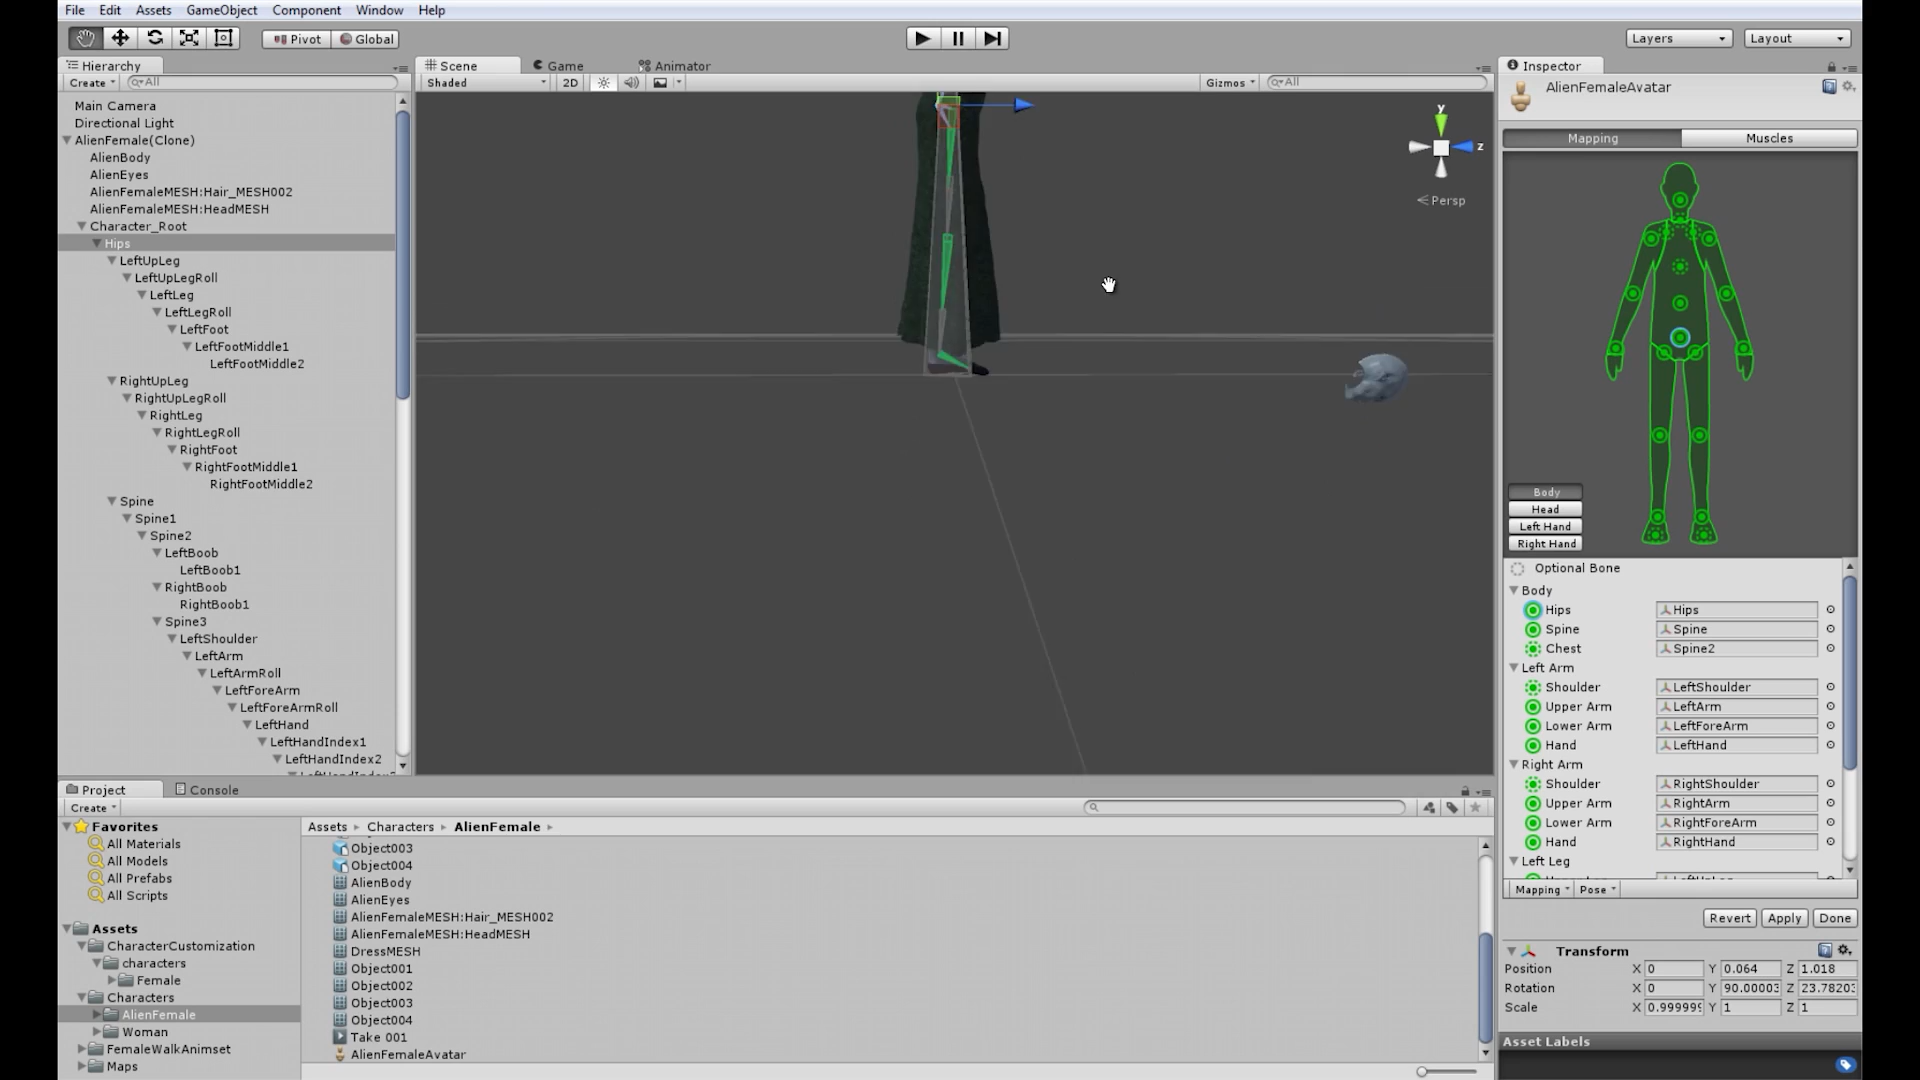 File Edit Assets GameObject Component Window Help
Pivot Global Layers Layout
Hierarchy
Create All
Main Camera
Directional Light
AlienFemale(Clone)
AlienBody
AlienEyes
AlienFemaleMESH:Hair_MESH002
AlienFemaleMESH:HeadMESH
Character_Root
Hips
LeftUpLeg
LeftUpLegRoll
LeftLeg
LeftLegRoll
LeftFoot
LeftFootMiddle1
LeftFootMiddle2
RightUpLeg
RightUpLegRoll
RightLeg
RightLegRoll
RightFoot
RightFootMiddle1
RightFootMiddle2
Spine
Spine1
Spine2
LeftBoob
LeftBoob1
RightBoob
RightBoob1
Spine3
LeftShoulder
LeftArm
LeftArmRoll
LeftForeArm
LeftForeArmRoll
LeftHand
LeftHandIndex1
LeftHandIndex2
Scene Game Animator
Shaded 2D Gizmos All
y
z
Persp
Inspector
AlienFemaleAvatar
Mapping Muscles
Body
Head
Left Hand
Right Hand
Optional Bone
Body
Hips Hips
Spine Spine
Chest Spine2
Left Arm
Shoulder LeftShoulder
Upper Arm LeftArm
Lower Arm LeftForeArm
Hand LeftHand
Right Arm
Shoulder RightShoulder
Upper Arm RightArm
Lower Arm RightForeArm
Hand RightHand
Left Leg
Mapping Pose
Revert Apply Done
Transform
Position X 0 Y 0.064 Z 1.018
Rotation X 0 Y 90.00003 Z 23.78203
Scale X 0.999999 Y 1 Z 1
Asset Labels
Project Console
Create
Favorites
All Materials
All Models
All Prefabs
All Scripts
Assets
CharacterCustomization
characters
Female
Characters
AlienFemale
Woman
FemaleWalkAnimset
Maps
Assets Characters AlienFemale
Object003
Object004
AlienBody
AlienEyes
AlienFemaleMESH:Hair_MESH002
AlienFemaleMESH:HeadMESH
DressMESH
Object001
Object002
Object003
Object004
Take 001
AlienFemaleAvatar